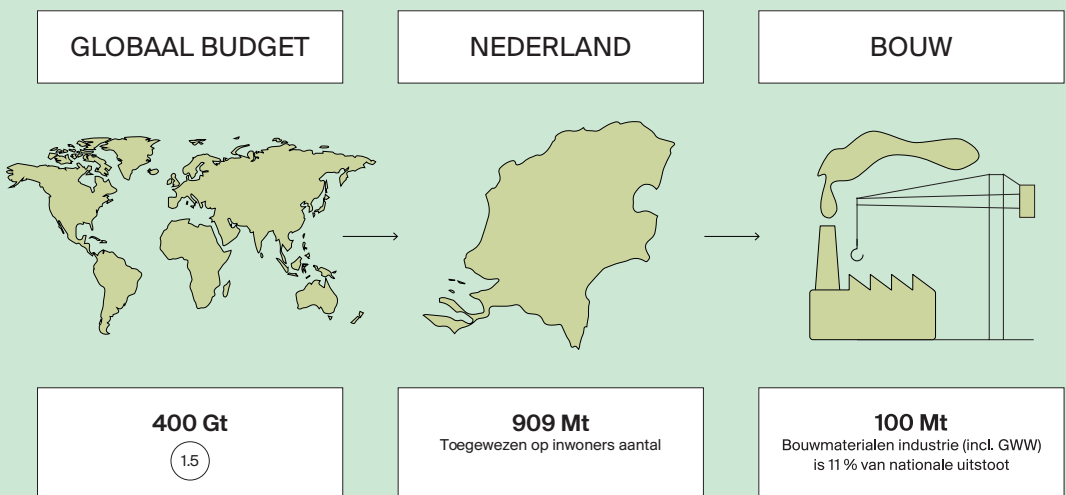 GLOBAAL BUDGET
NEDERLAND
BOUW
400 Gt
1.5
909 Mt
Toegewezen op inwoners aantal
100 Mt
Bouwmaterialen industrie (incl. GWW)
is 11 % van nationale uitstoot